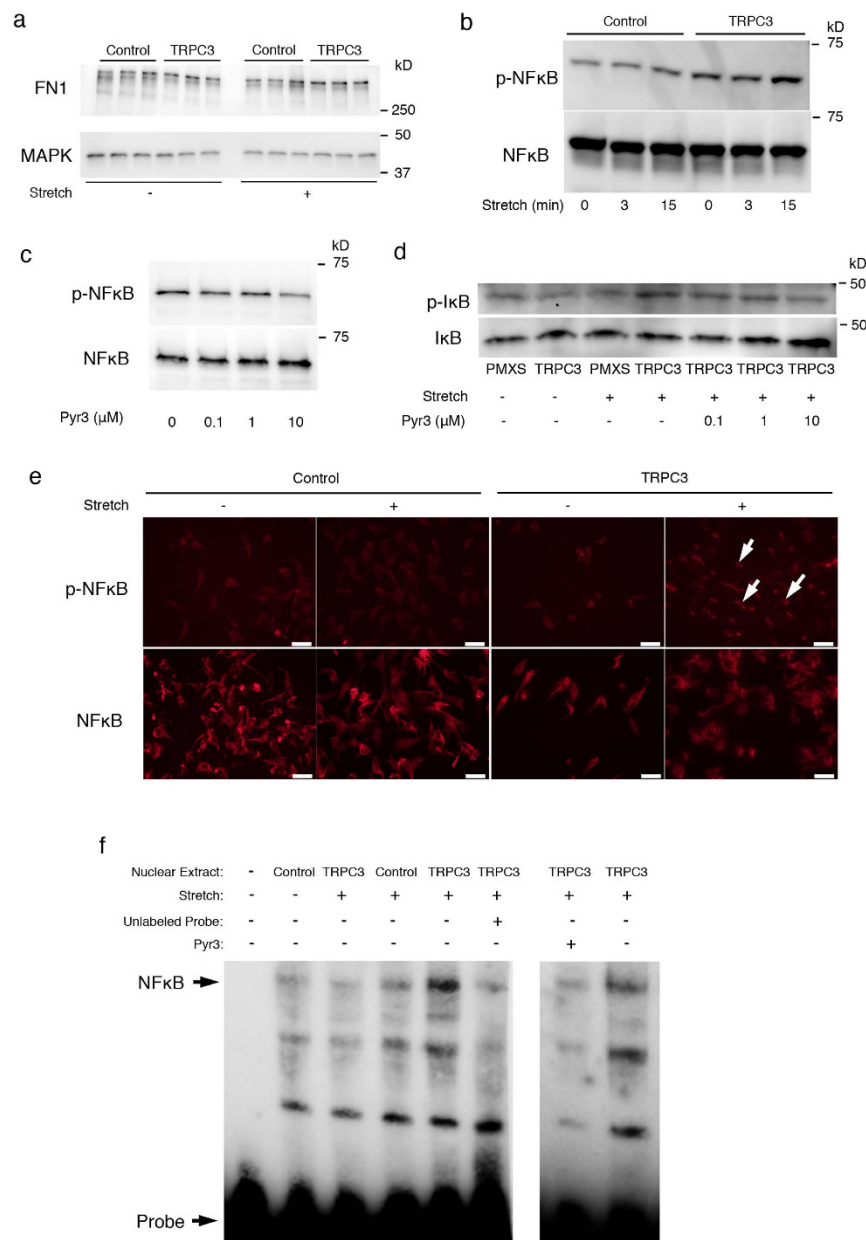 a
Control TRPC3 Control TRPC3
kD
FN1
250
50
MAPK
37
Stretch - +
b
Control TRPC3
kD
75
p-NFκB
75
NFκB
Stretch (min) 0 3 15 0 3 15
c
kD
75
p-NFκB
75
NFκB
Pyr3 (μM) 0 0.1 1 10
d
kD
50
p-IκB
50
IκB
PMXS TRPC3 PMXS TRPC3 TRPC3 TRPC3 TRPC3
Stretch - - + + + + +
Pyr3 (μM) - - - - 0.1 1 10
e
Control TRPC3
Stretch - + - +
p-NFκB
NFκB
f
Nuclear Extract: - Control TRPC3 Control TRPC3 TRPC3 TRPC3 TRPC3
Stretch: - - + + + + + +
Unlabeled Probe: - - - - - + - -
Pyr3: - - - - - - + -
NFκB
Probe